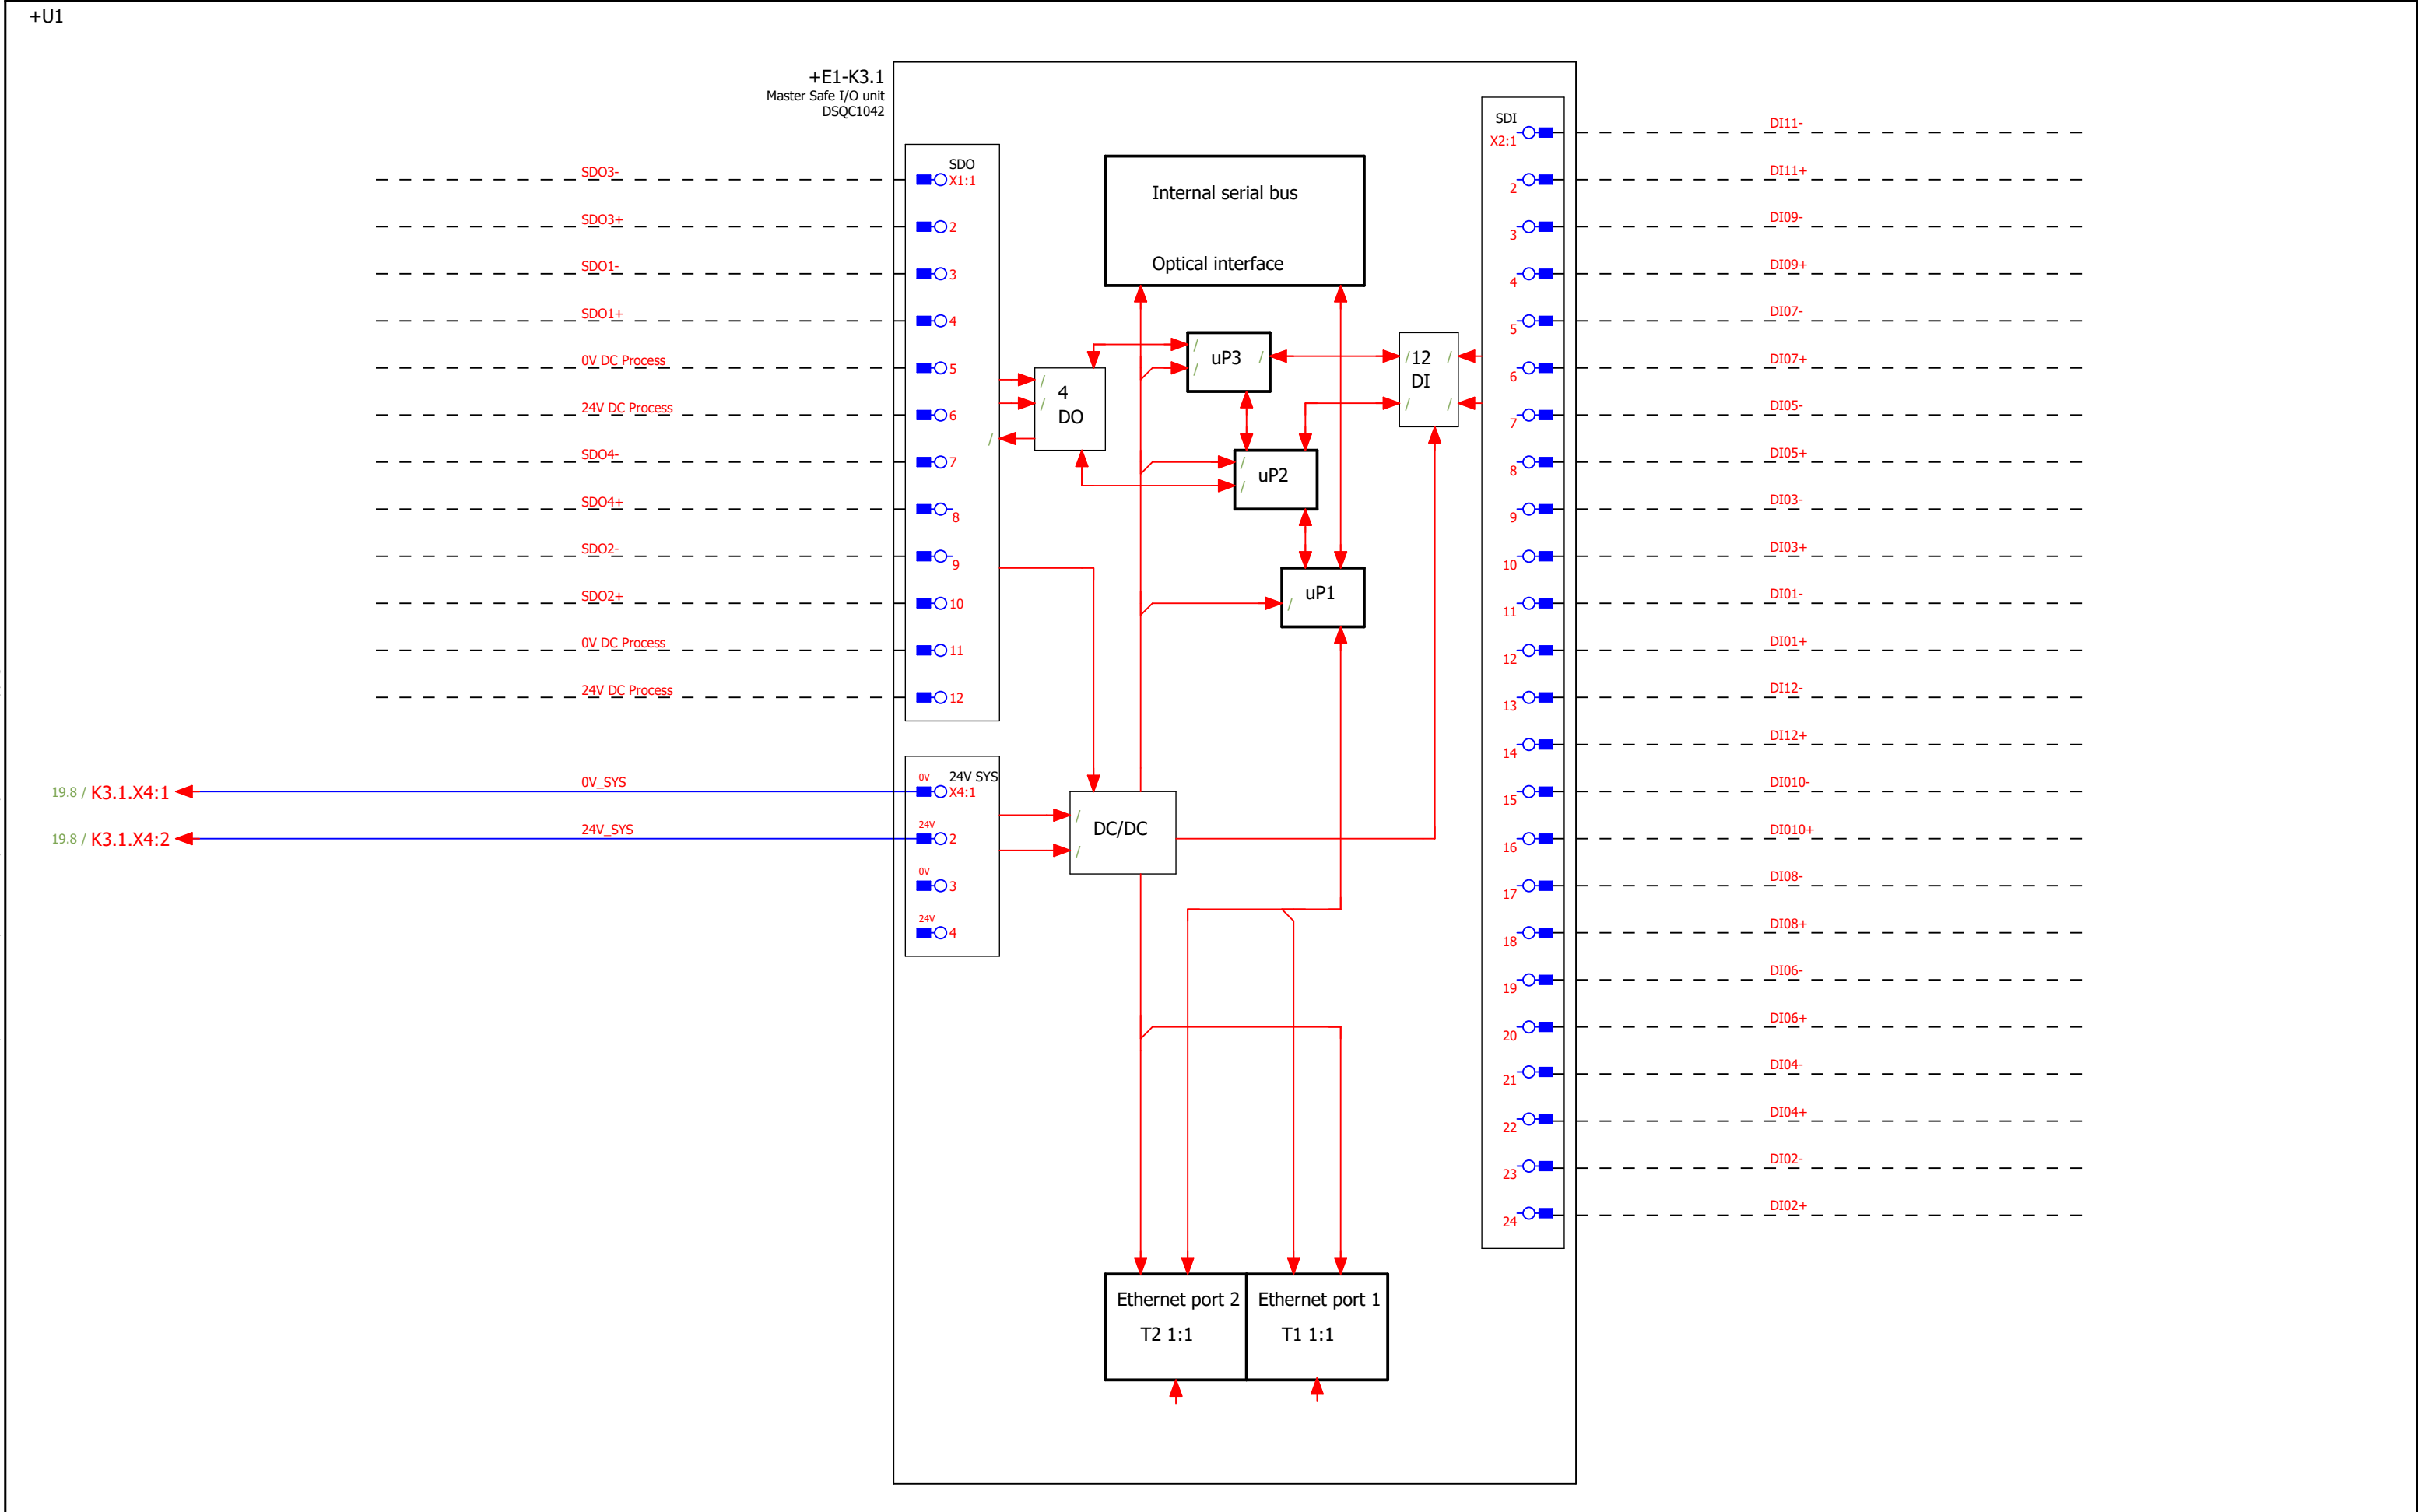 +U1
+E1-K3.1
Master Safe I/O unit
DSQC1042
SDO3-
SDO3+
SDO1-
SDO1+
0V DC Process
24V DC Process
SDO4-
SDO4+
SDO2-
SDO2+
0V DC Process
24V DC Process
SDO
X1:1
2
3
4
5
6
7
8
9
10
11
12
19.8 / K3.1.X4:1
0V_SYS
19.8 / K3.1.X4:2
24V_SYS
0V 24V SYS
X4:1
24V
2
0V
3
24V
4
Internal serial bus
Optical interface
/ uP3 /
/
/ 4
/ DO
/
/12 /
DI
/ /
/ uP2
/
uP1
/
/
DC/DC
/
Ethernet port 2
T2 1:1
Ethernet port 1
T1 1:1
SDI
X2:1
2
3
4
5
6
7
8
9
10
11
12
13
14
15
16
17
18
19
20
21
22
23
24
DI11-
DI11+
DI09-
DI09+
DI07-
DI07+
DI05-
DI05+
DI03-
DI03+
DI01-
DI01+
DI12-
DI12+
DI010-
DI010+
DI08-
DI08+
DI06-
DI06+
DI04-
DI04+
DI02-
DI02+